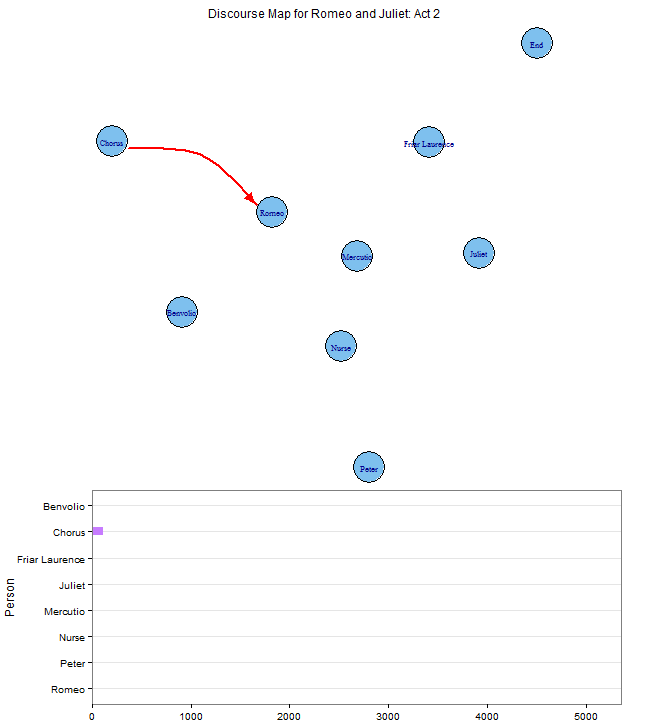 Discourse Map for Romeo and Juliet: Act 2
End
Chorus
Friar Laurence
Romeo
Mercutio
Juliet
Benvolio
Nurse
Peter
Benvolio
Chorus
Friar Laurence
Juliet
Mercutio
Nurse
Peter
Romeo
Person
0 1000 2000 3000 4000 5000